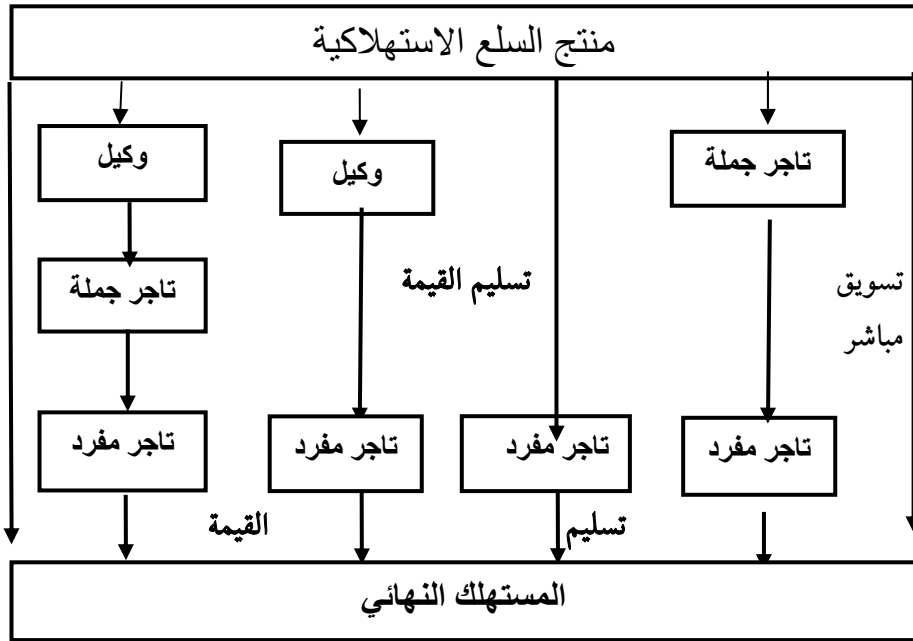 منتج السلع الاستهلاكية
تاجر جملة
وكيل
وكيل
تسويق
مباشر
تسليم القيمة
تاجر جملة
تاجر مفرد
تاجر مفرد
تاجر مفرد
تاجر مفرد
تسليم
القيمة
المستهلك النهائي